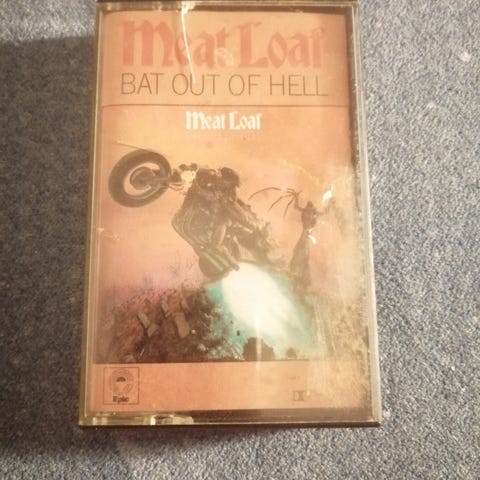 Meat Loaf
BAT OUT OF HELL
Meat Loaf
Epic